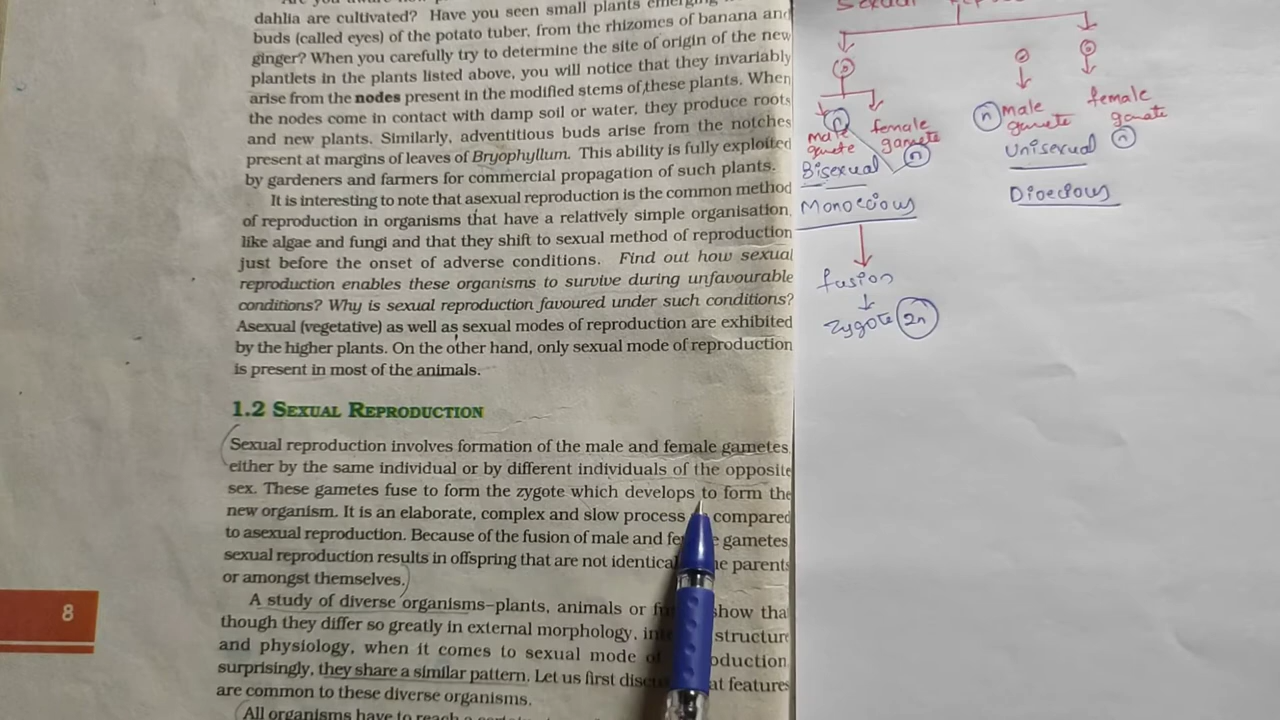 dahlia are cultivated? Have you seen small plants emerging
buds (called eyes) of the potato tuber, from the rhizomes of banana and
ginger? When you carefully try to determine the site of origin of the new
plantlets in the plants listed above, you will notice that they invariably
arise from the nodes present in the modified stems of these plants. When
the nodes come in contact with damp soil or water, they produce roots
and new plants. Similarly, adventitious buds arise from the notches
present at margins of leaves of Bryophyllum. This ability is fully exploited
by gardeners and farmers for commercial propagation of such plants.
It is interesting to note that asexual reproduction is the common method
of reproduction in organisms that have a relatively simple organisation,
like algae and fungi and that they shift to sexual method of reproduction
just before the onset of adverse conditions. Find out how sexual
reproduction enables these organisms to survive during unfavourable
conditions? Why is sexual reproduction favoured under such conditions?
Asexual (vegetative) as well as sexual modes of reproduction are exhibited
by the higher plants. On the other hand, only sexual mode of reproduction
is present in most of the animals.
1.2 SEXUAL REPRODUCTION
Sexual reproduction involves formation of the male and female gametes,
either by the same individual or by different individuals of the opposite
sex. These gametes fuse to form the zygote which develops to form the
new organism. It is an elaborate, complex and slow process compared
to asexual reproduction. Because of the fusion of male and gametes,
sexual reproduction results in offspring that are not identical parents
or amongst themselves.
A study of diverse organisms–plants, animals or show that
though they differ so greatly in external morphology, structure
and physiology, when it comes to sexual mode
surprisingly, they share a similar pattern. Let us first features
are common to these diverse organisms.
All organisms have to reach a
8
male gamete n
female gamete n
Bisexual
Monoecious
fusion
zygote 2n
n male gamete
female gamete n
Unisexual
Dioecious